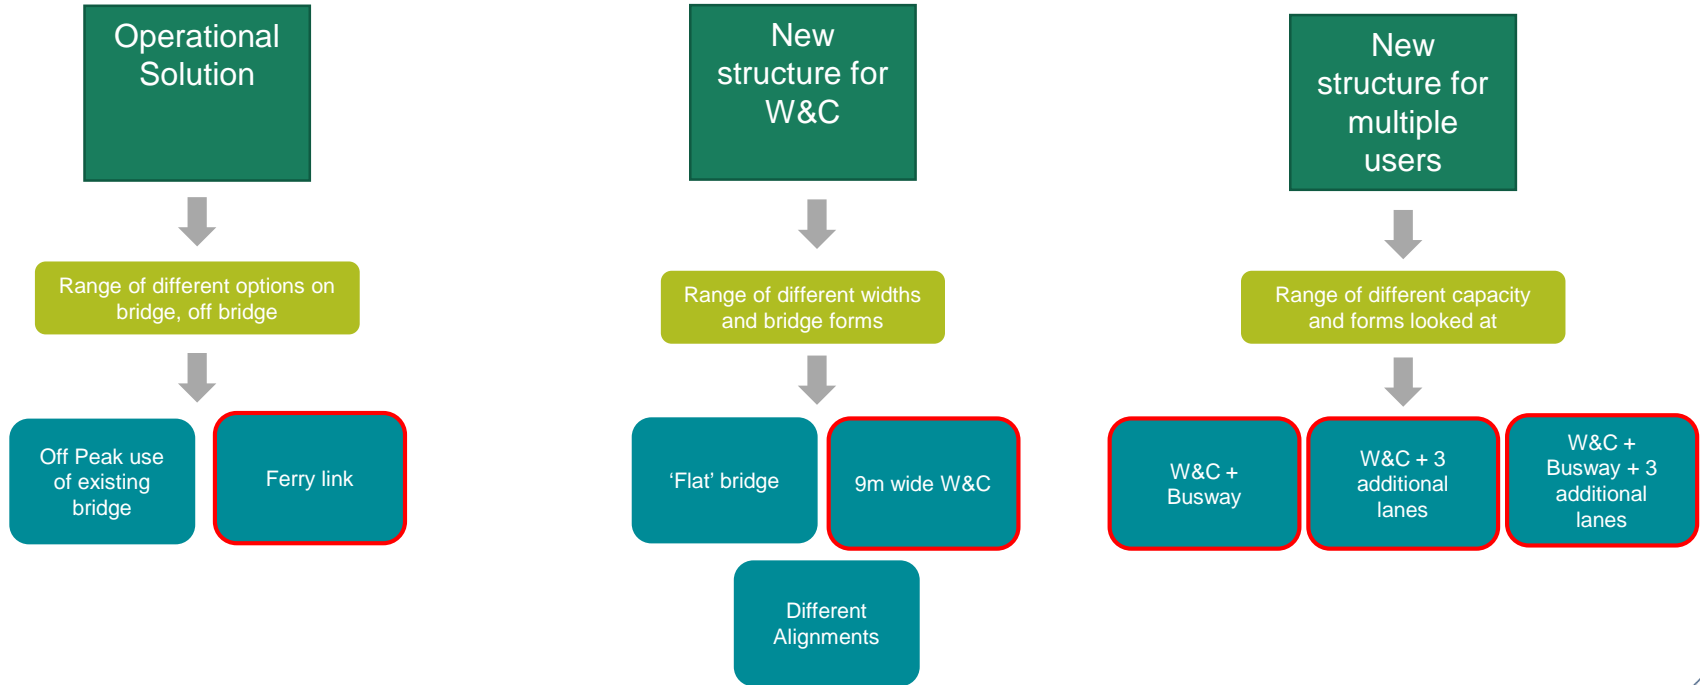 Operational
Solution
New
structure for
W&C
New
structure for
multiple
users
Range of different options on
bridge, off bridge
Range of different widths
and bridge forms
Range of different capacity
and forms looked at
Off Peak use
of existing
bridge
Ferry link
‘Flat’ bridge
9m wide W&C
Different
Alignments
W&C +
Busway
W&C + 3
additional
lanes
W&C +
Busway + 3
additional
lanes